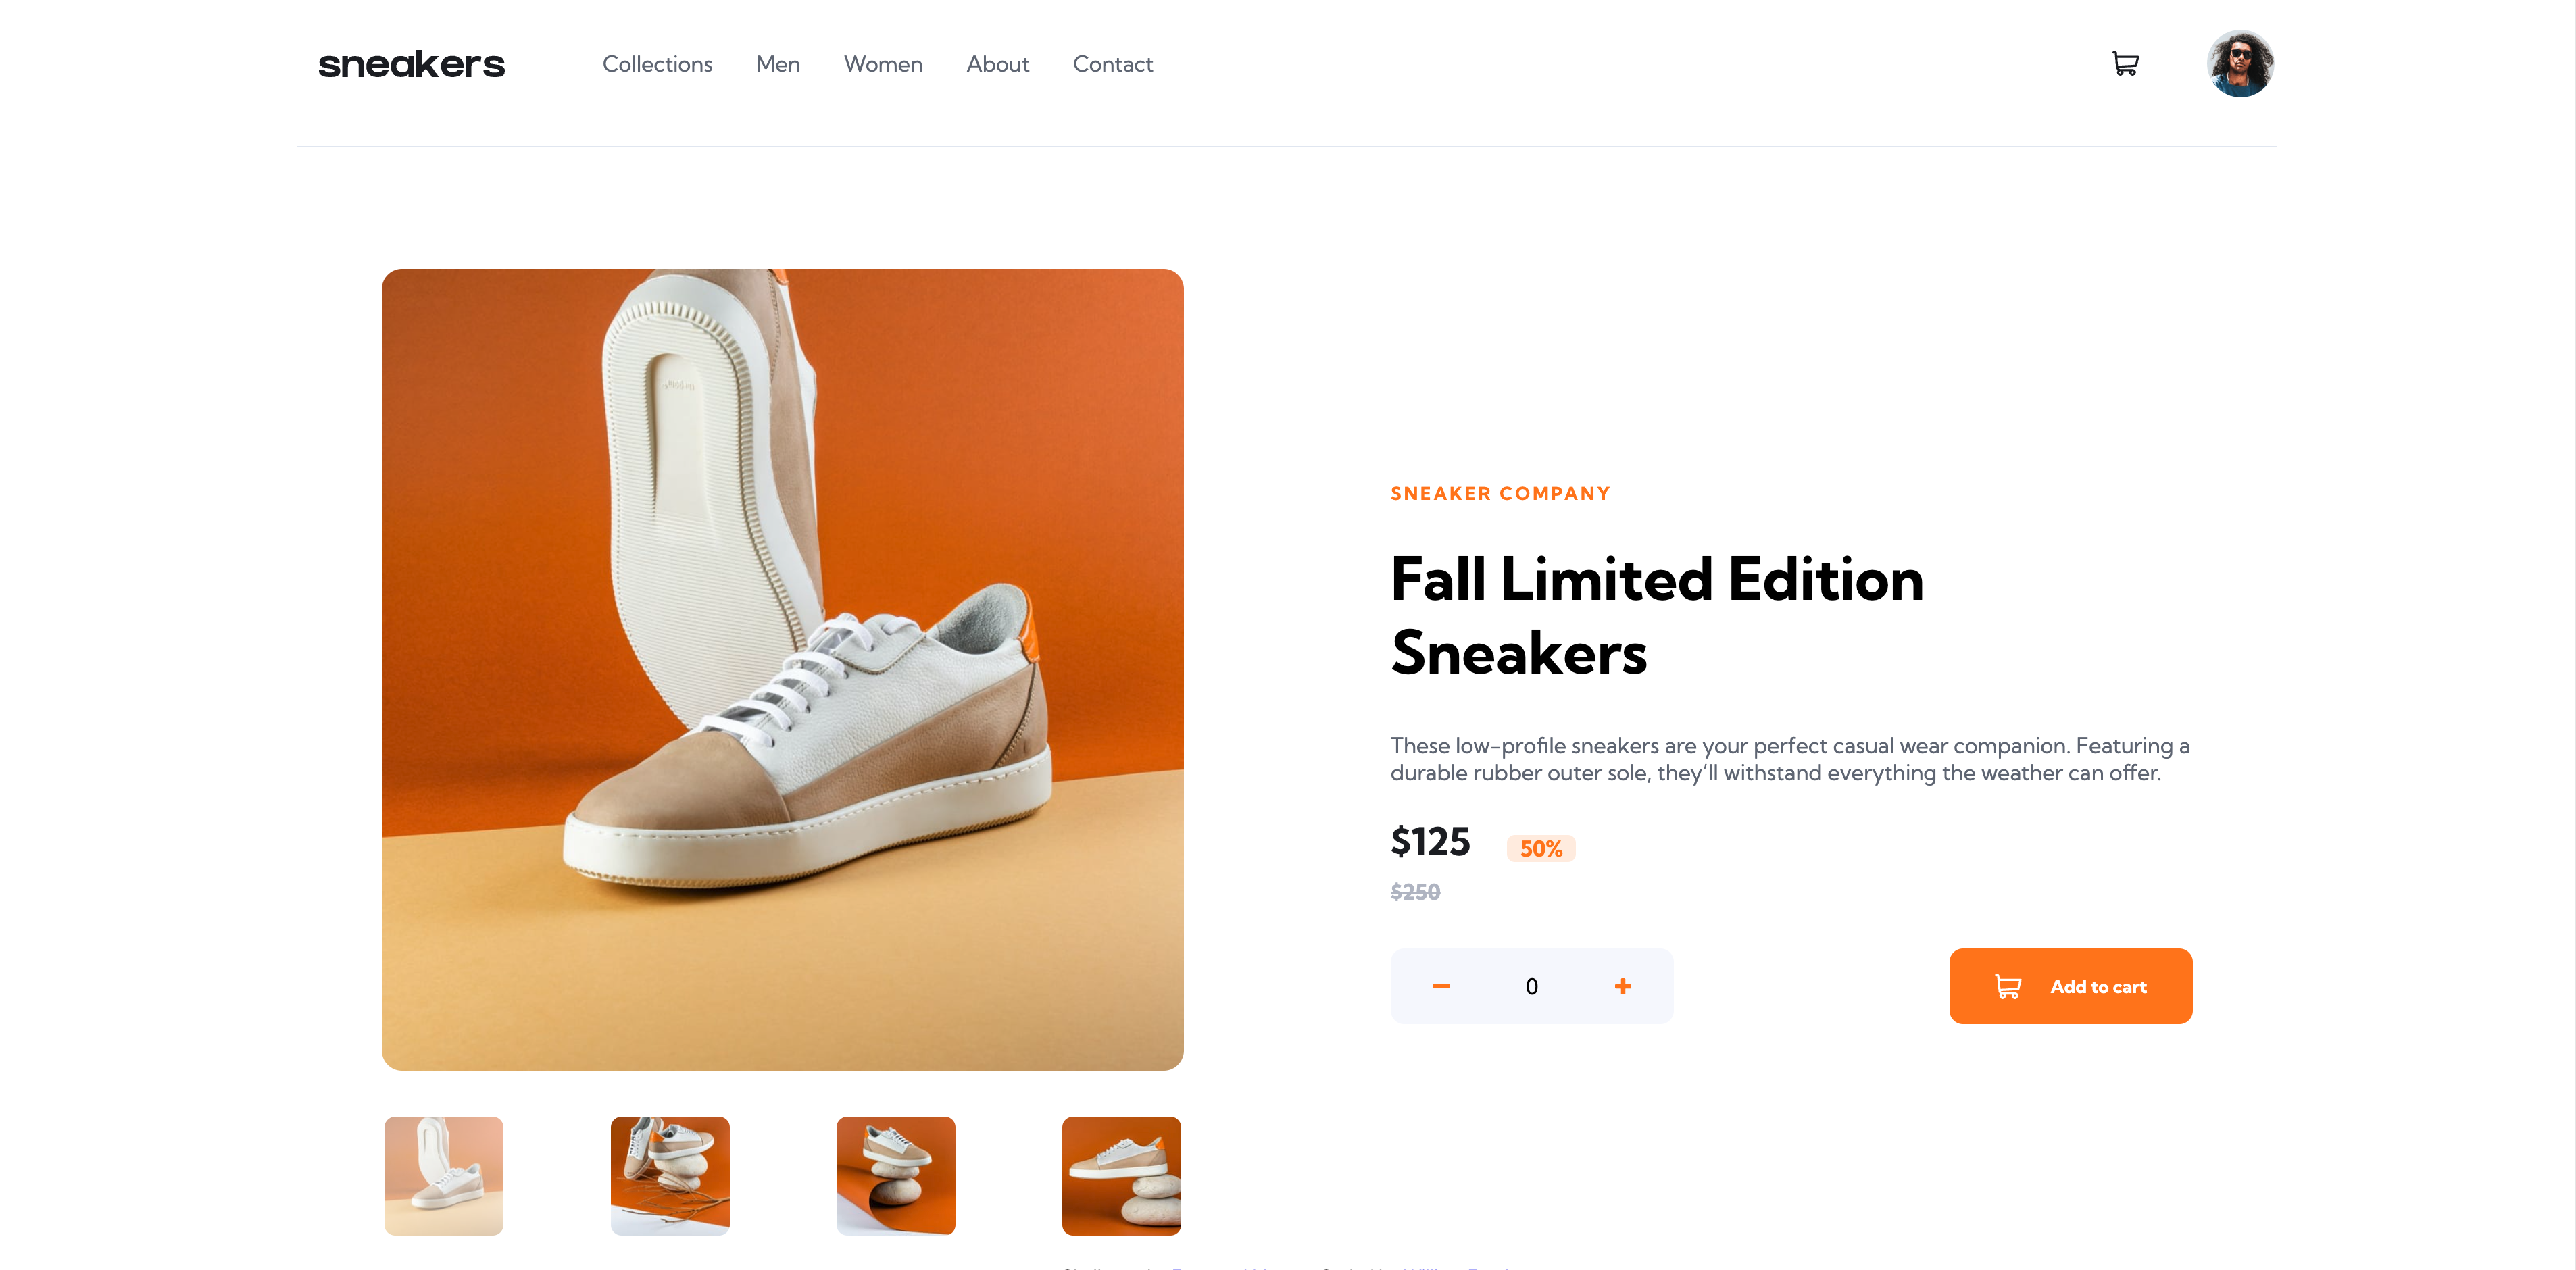 sneakers
Collections
Men
Women
About
Contact
SNEAKER COMPANY
Fall Limited Edition
Sneakers
These low-profile sneakers are your perfect casual wear companion. Featuring a
durable rubber outer sole, they’ll withstand everything the weather can offer.
$125
50%
$250
0
Add to cart